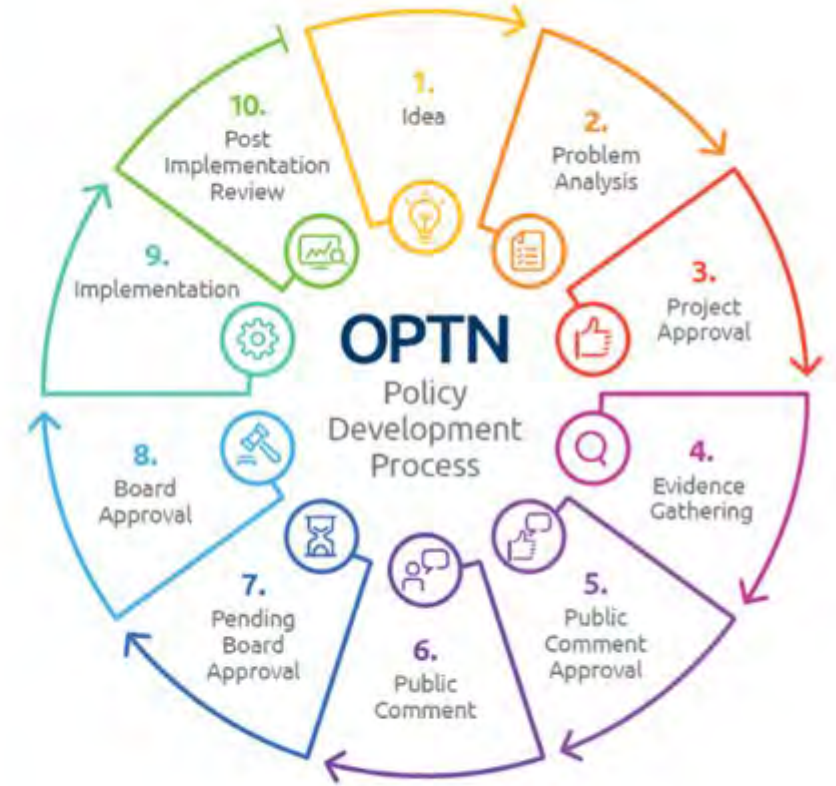 1.
Idea
2.
Problem
Analysis
3.
Project
Approval
4.
Evidence
Gathering
5.
Public
Comment
Approval
6.
Public
Comment
7.
Pending
Board
Approval
8.
Board
Approval
9.
Implementation
10.
Post
Implementation
Review
OPTN
Policy
Development
Process